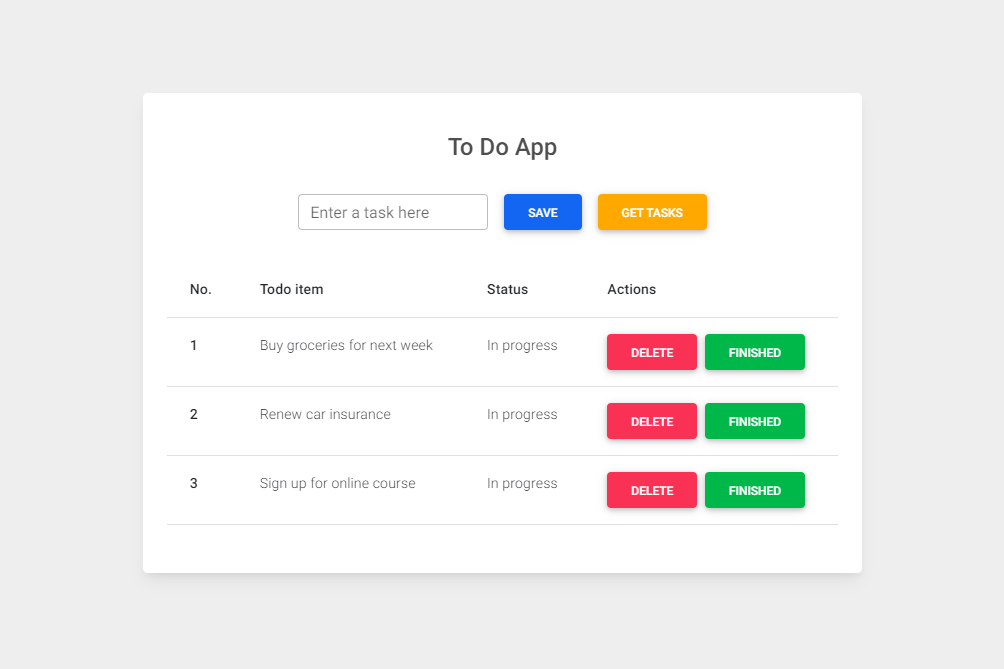 To Do App
Enter a task here SAVE GET TASKS
No. Todo item Status Actions
1 Buy groceries for next week In progress DELETE FINISHED
2 Renew car insurance In progress DELETE FINISHED
3 Sign up for online course In progress DELETE FINISHED